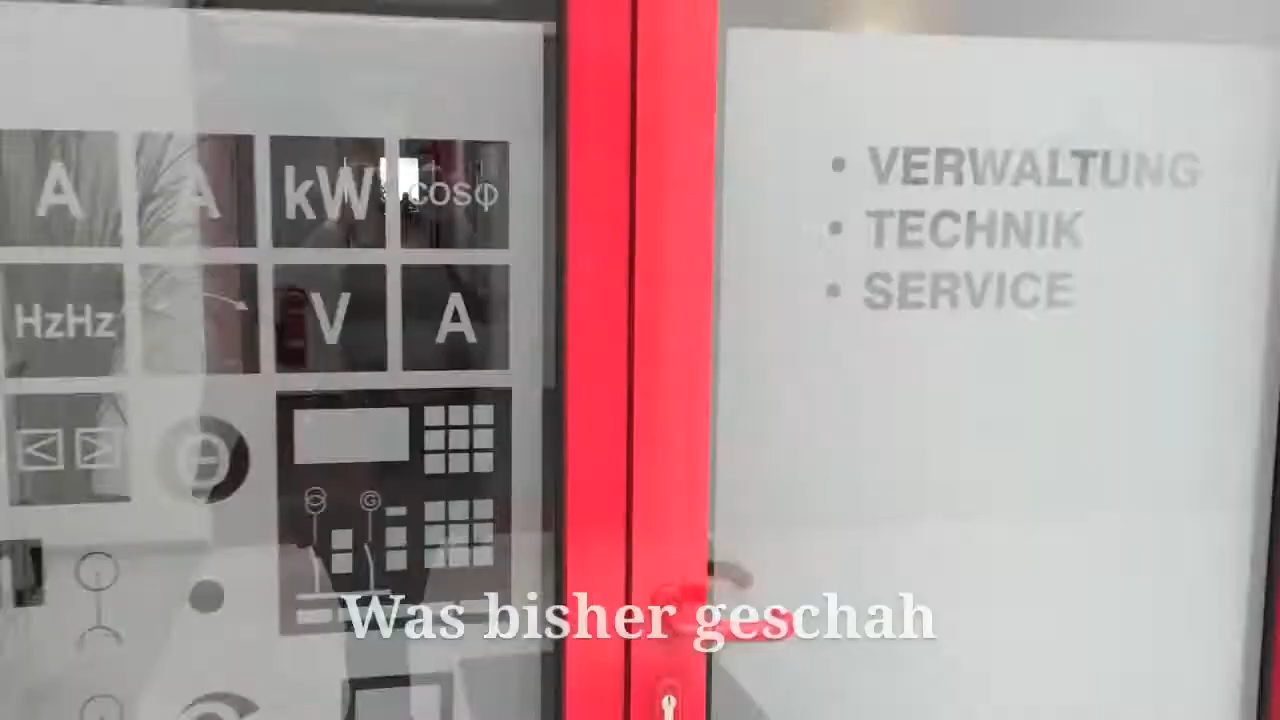 A A kW cosφ
HzHz V A
G
• VERWALTUNG
• TECHNIK
• SERVICE
Was bisher geschah